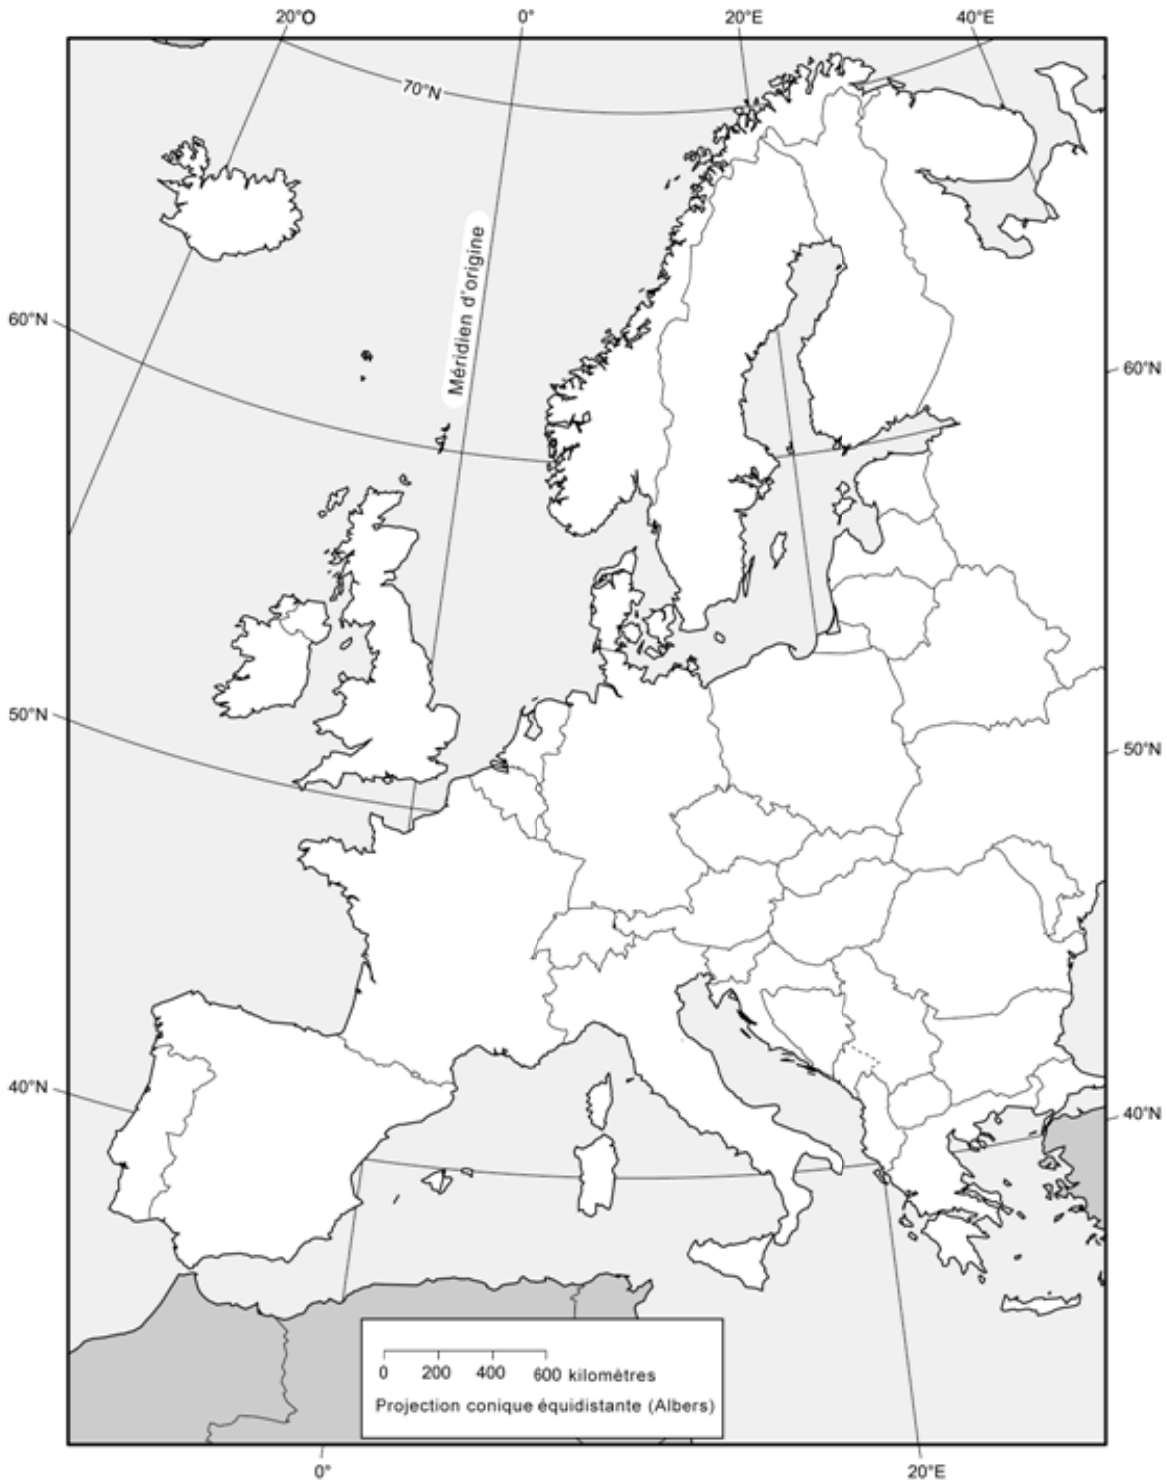 20°O
0°
20°E
40°E
70°N
Méridien d'origine
60°N
60°N
50°N
50°N
40°N
40°N
0 200 400 600 kilomètres
Projection conique équidistante (Albers)
0°
20°E